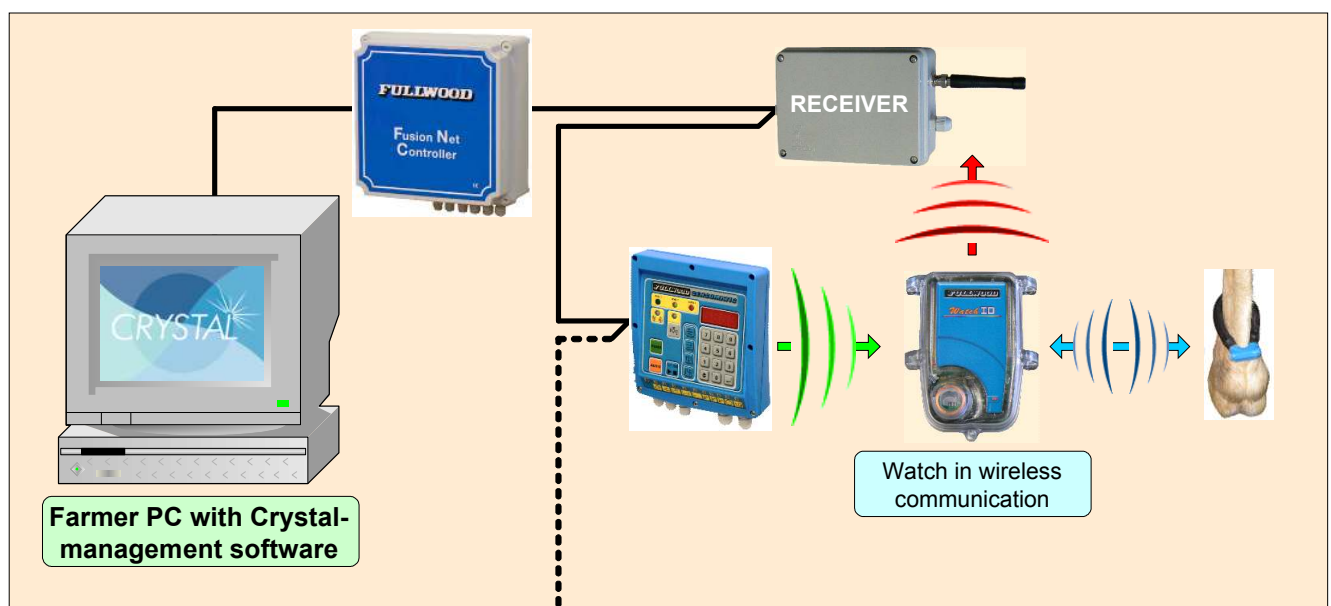 FULLWOOD
Fusion Net
Controller
RECEIVER
CRYSTAL
FULLWOOD
FULLWOOD
Watch ID
Watch in wireless
communication
Farmer PC with Crystal-
management software